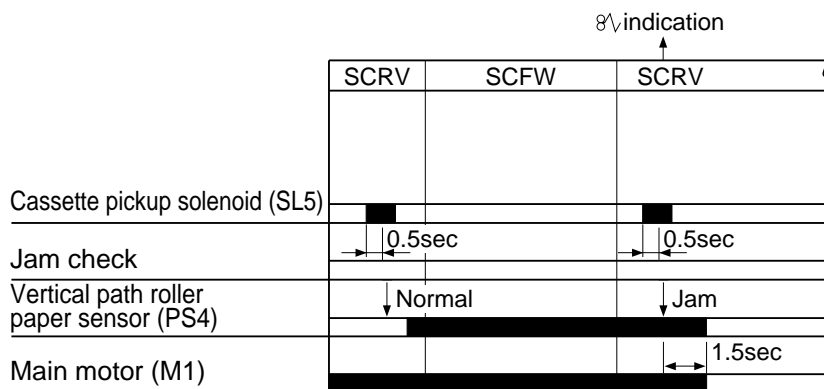 indication
SCRV SCFW SCRV
Cassette pickup solenoid (SL5)
0.5sec 0.5sec
Jam check
Vertical path roller
paper sensor (PS4)
Normal Jam
1.5sec
Main motor (M1)